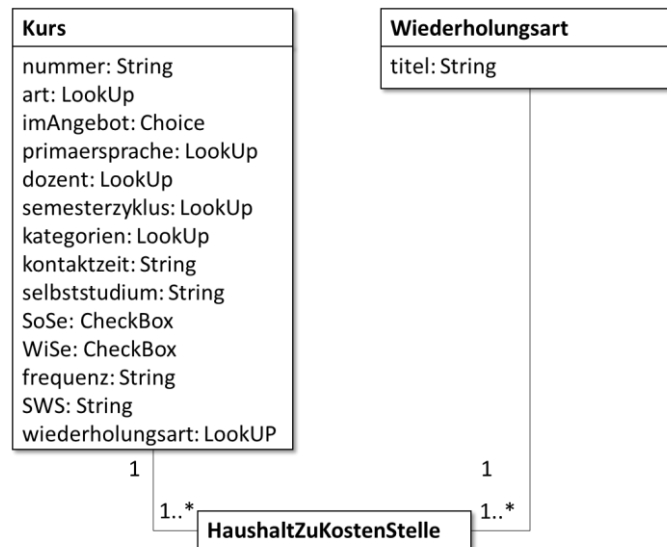 Kurs
nummer: String
art: LookUp
imAngebot: Choice
primaersprache: LookUp
dozent: LookUp
semesterzyklus: LookUp
kategorien: LookUp
kontaktzeit: String
selbststudium: String
SoSe: CheckBox
WiSe: CheckBox
frequenz: String
SWS: String
wiederholungsart: LookUP
Wiederholungsart
titel: String
1
1
1..*
1..*
HaushaltZuKostenStelle